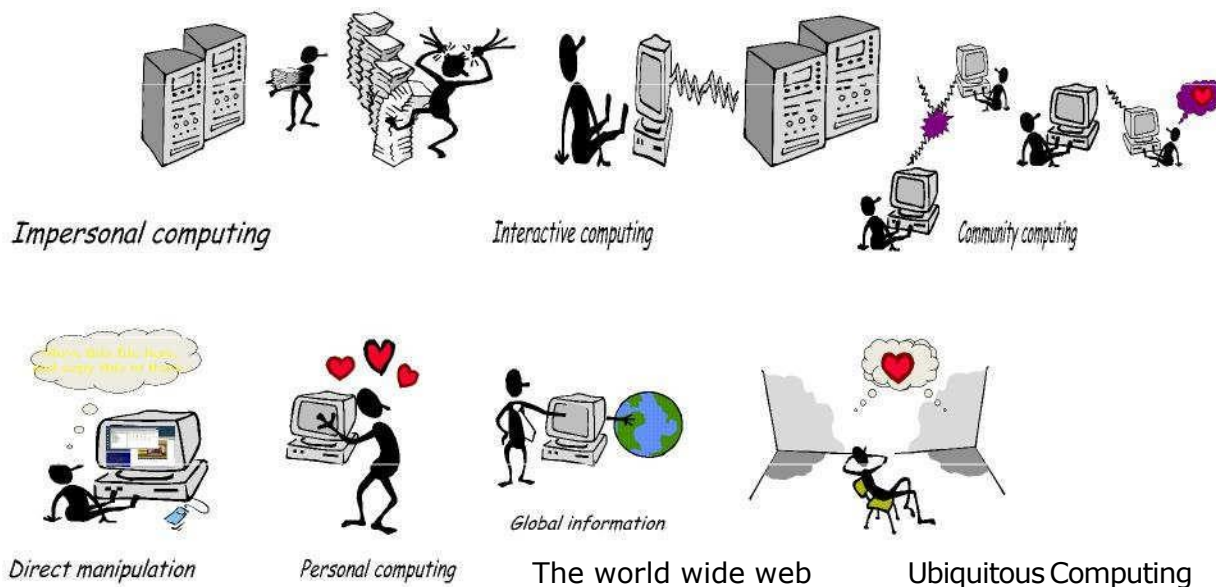 Impersonal computing
Interactive computing
Community computing
Direct manipulation
Personal computing
Global information
The world wide web
Ubiquitous Computing